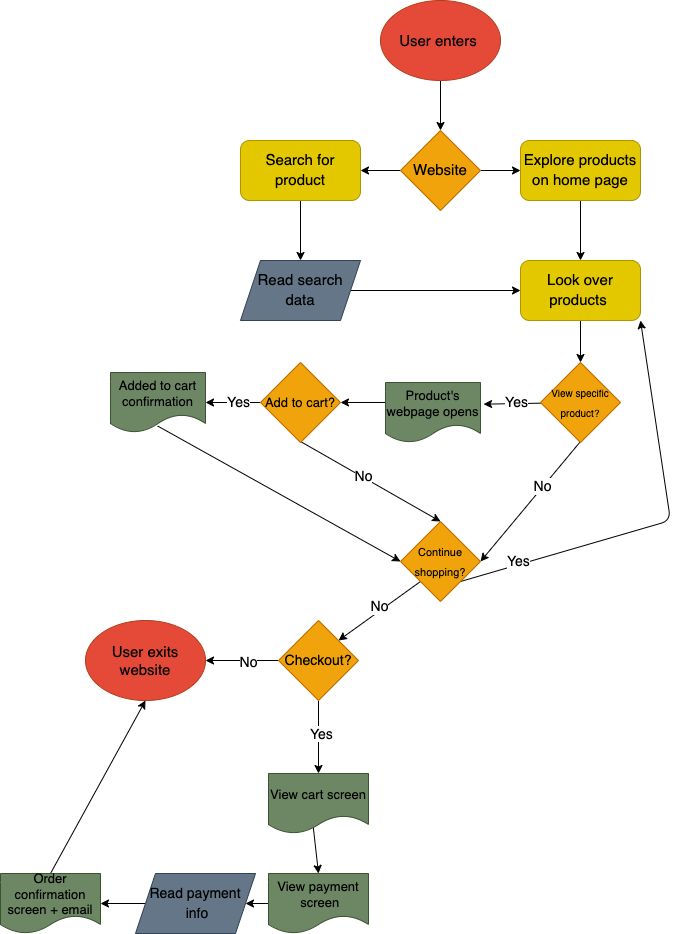 User enters
Search for
product
Website
Explore products
on home page
Read search
data
Look over
products
Added to cart
confirmation
Yes
Add to cart?
Product's
webpage opens
Yes
View specific
product?
No
No
Continue
shopping?
Yes
No
User exits
website
No
Checkout?
Yes
View cart screen
Order
confirmation
screen + email
Read payment
info
View payment
screen